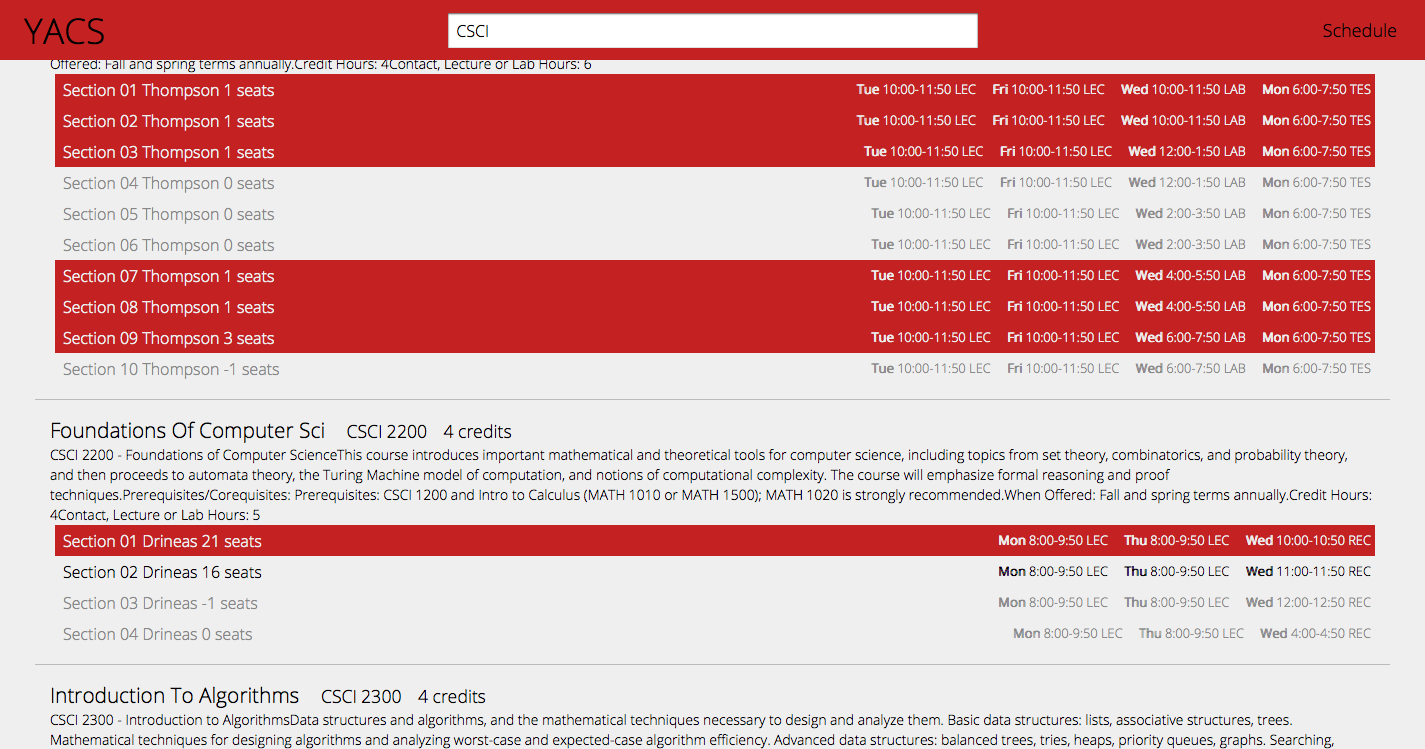 YACS CSCI Schedule
Offered: Fall and spring terms annually.Credit Hours: 4Contact, Lecture or Lab Hours: 6
Section 01 Thompson 1 seats Tue 10:00-11:50 LEC Fri 10:00-11:50 LEC Wed 10:00-11:50 LAB Mon 6:00-7:50 TES
Section 02 Thompson 1 seats Tue 10:00-11:50 LEC Fri 10:00-11:50 LEC Wed 10:00-11:50 LAB Mon 6:00-7:50 TES
Section 03 Thompson 1 seats Tue 10:00-11:50 LEC Fri 10:00-11:50 LEC Wed 12:00-1:50 LAB Mon 6:00-7:50 TES
Section 04 Thompson 0 seats Tue 10:00-11:50 LEC Fri 10:00-11:50 LEC Wed 12:00-1:50 LAB Mon 6:00-7:50 TES
Section 05 Thompson 0 seats Tue 10:00-11:50 LEC Fri 10:00-11:50 LEC Wed 2:00-3:50 LAB Mon 6:00-7:50 TES
Section 06 Thompson 0 seats Tue 10:00-11:50 LEC Fri 10:00-11:50 LEC Wed 2:00-3:50 LAB Mon 6:00-7:50 TES
Section 07 Thompson 1 seats Tue 10:00-11:50 LEC Fri 10:00-11:50 LEC Wed 4:00-5:50 LAB Mon 6:00-7:50 TES
Section 08 Thompson 1 seats Tue 10:00-11:50 LEC Fri 10:00-11:50 LEC Wed 4:00-5:50 LAB Mon 6:00-7:50 TES
Section 09 Thompson 3 seats Tue 10:00-11:50 LEC Fri 10:00-11:50 LEC Wed 6:00-7:50 LAB Mon 6:00-7:50 TES
Section 10 Thompson -1 seats Tue 10:00-11:50 LEC Fri 10:00-11:50 LEC Wed 6:00-7:50 LAB Mon 6:00-7:50 TES
Foundations Of Computer Sci CSCI 2200 4 credits
CSCI 2200 - Foundations of Computer ScienceThis course introduces important mathematical and theoretical tools for computer science, including topics from set theory, combinatorics, and probability theory,
and then proceeds to automata theory, the Turing Machine model of computation, and notions of computational complexity. The course will emphasize formal reasoning and proof
techniques.Prerequisites/Corequisites: Prerequisites: CSCI 1200 and Intro to Calculus (MATH 1010 or MATH 1500); MATH 1020 is strongly recommended.When Offered: Fall and spring terms annually.Credit Hours:
4Contact, Lecture or Lab Hours: 5
Section 01 Drineas 21 seats Mon 8:00-9:50 LEC Thu 8:00-9:50 LEC Wed 10:00-10:50 REC
Section 02 Drineas 16 seats Mon 8:00-9:50 LEC Thu 8:00-9:50 LEC Wed 11:00-11:50 REC
Section 03 Drineas -1 seats Mon 8:00-9:50 LEC Thu 8:00-9:50 LEC Wed 12:00-12:50 REC
Section 04 Drineas 0 seats Mon 8:00-9:50 LEC Thu 8:00-9:50 LEC Wed 4:00-4:50 REC
Introduction To Algorithms CSCI 2300 4 credits
CSCI 2300 - Introduction to AlgorithmsData structures and algorithms, and the mathematical techniques necessary to design and analyze them. Basic data structures: lists, associative structures, trees.
Mathematical techniques for designing algorithms and analyzing worst-case and expected-case algorithm efficiency. Advanced data structures: balanced trees, tries, heaps, priority queues, graphs. Searching,